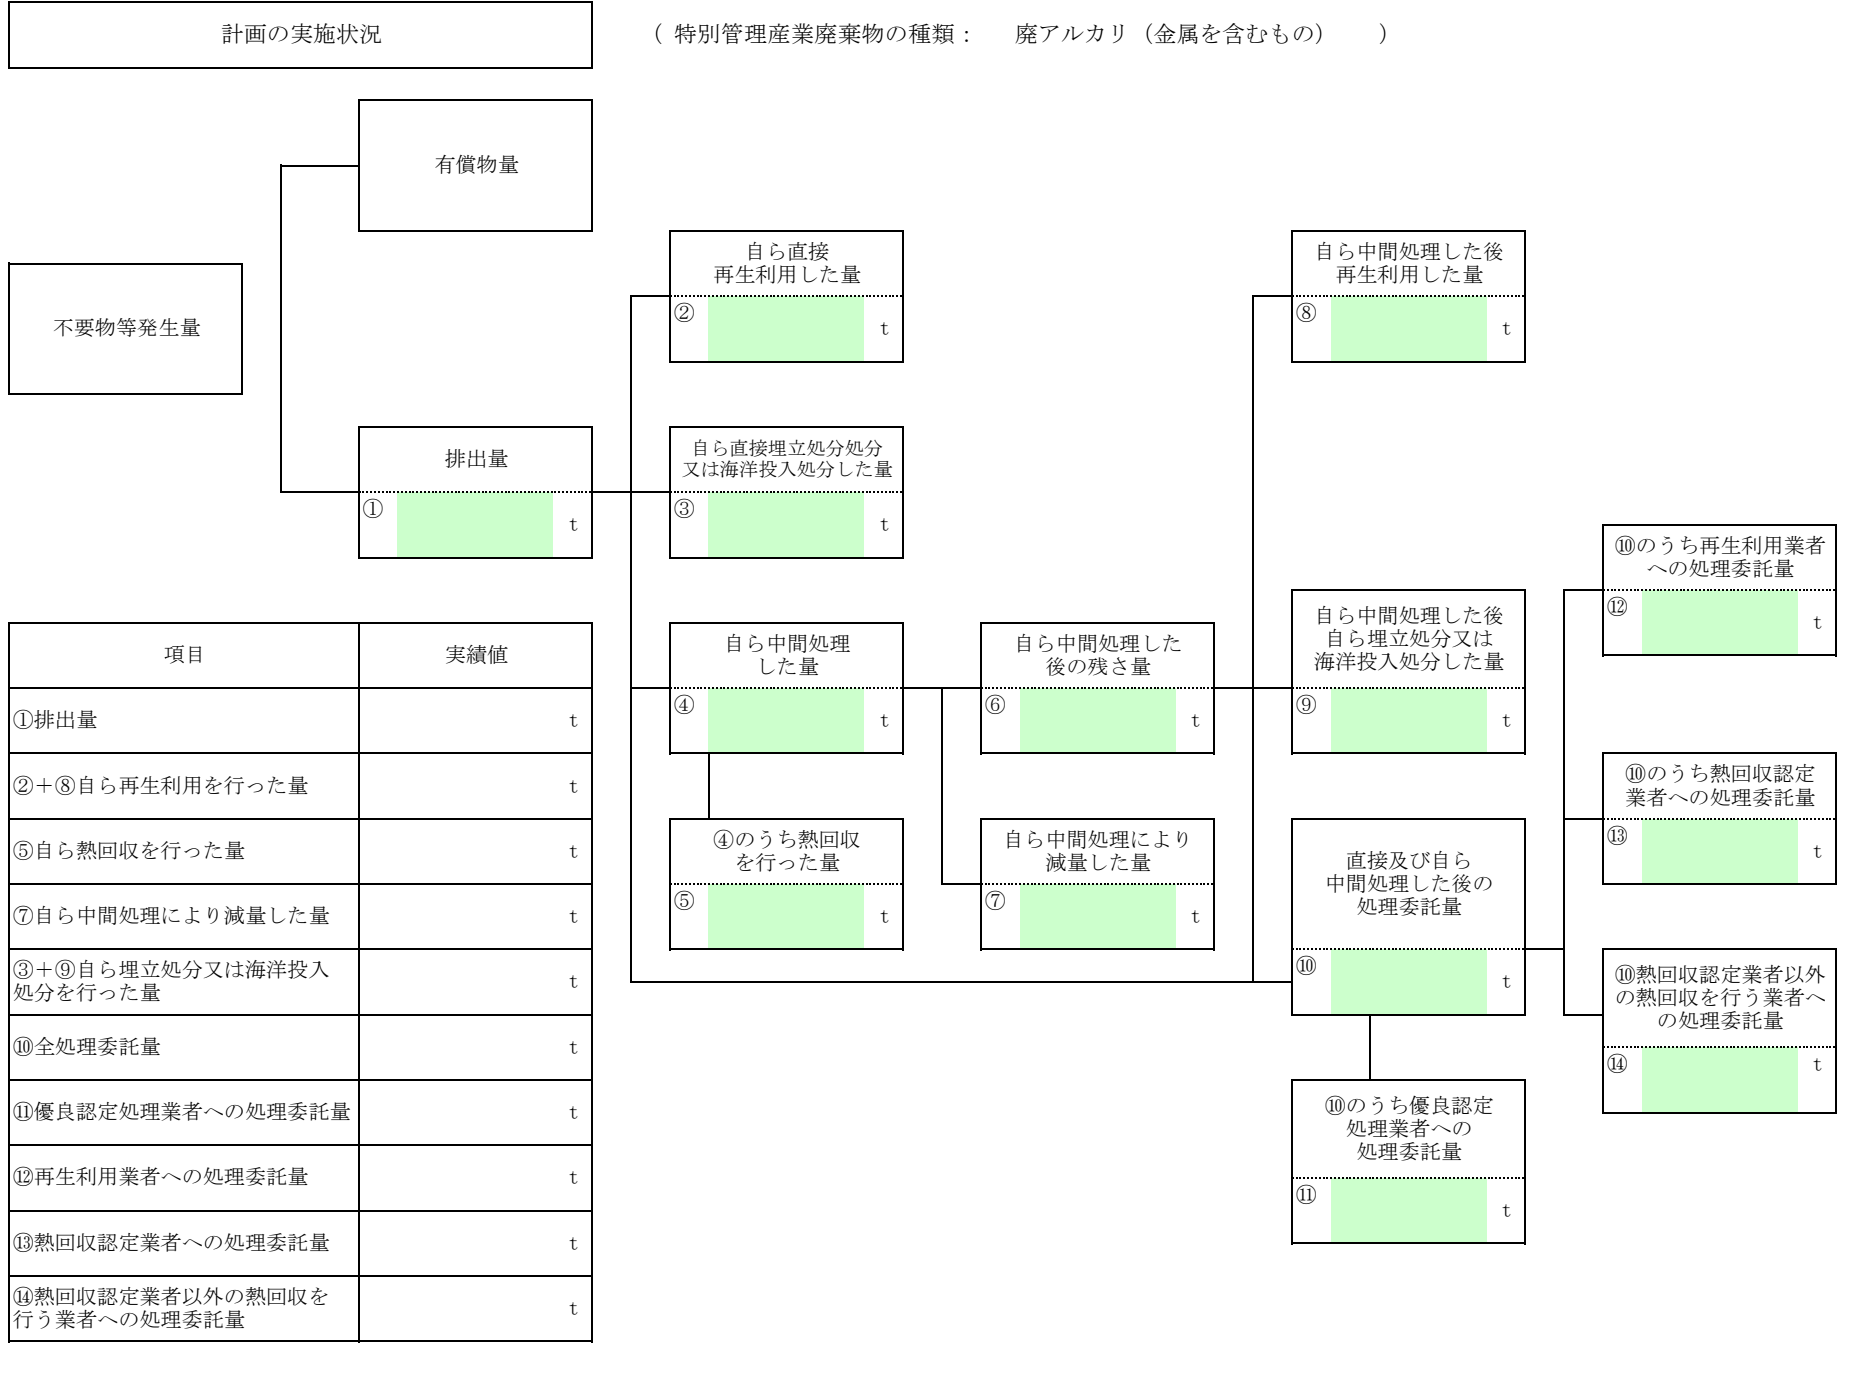 計画の実施状況
（ 特別管理産業廃棄物の種類： 廃アルカリ（金属を含むもの） ）
有償物量
不要物等発生量
排出量
① t
自ら直接
再生利用した量
② t
自ら直接埋立処分処分
又は海洋投入処分した量
③ t
自ら中間処理
した量
④ t
④のうち熱回収
を行った量
⑤ t
自ら中間処理した
後の残さ量
⑥ t
自ら中間処理により
減量した量
⑦ t
自ら中間処理した後
再生利用した量
⑧ t
自ら中間処理した後
自ら埋立処分又は
海洋投入処分した量
⑨ t
直接及び自ら
中間処理した後の
処理委託量
⑩ t
⑩のうち優良認定
処理業者への
処理委託量
⑪ t
⑩のうち再生利用業者
への処理委託量
⑫ t
⑩のうち熱回収認定
業者への処理委託量
⑬ t
⑩熱回収認定業者以外
の熱回収を行う業者へ
の処理委託量
⑭ t
項目 実績値
①排出量 t
②＋⑧自ら再生利用を行った量 t
⑤自ら熱回収を行った量 t
⑦自ら中間処理により減量した量 t
③＋⑨自ら埋立処分又は海洋投入
処分を行った量 t
⑩全処理委託量 t
⑪優良認定処理業者への処理委託量 t
⑫再生利用業者への処理委託量 t
⑬熱回収認定業者への処理委託量 t
⑭熱回収認定業者以外の熱回収を
行う業者への処理委託量 t